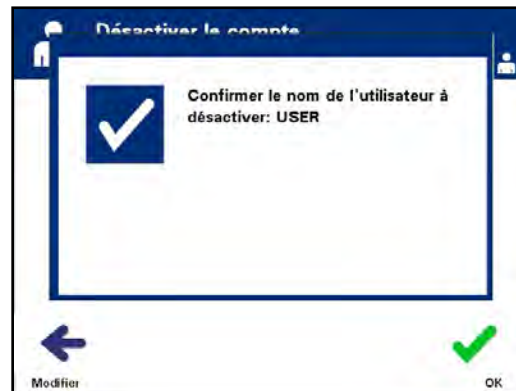 Désactiver le compte
Confirmer le nom de l'utilisateur à
désactiver: USER
Modifier
OK